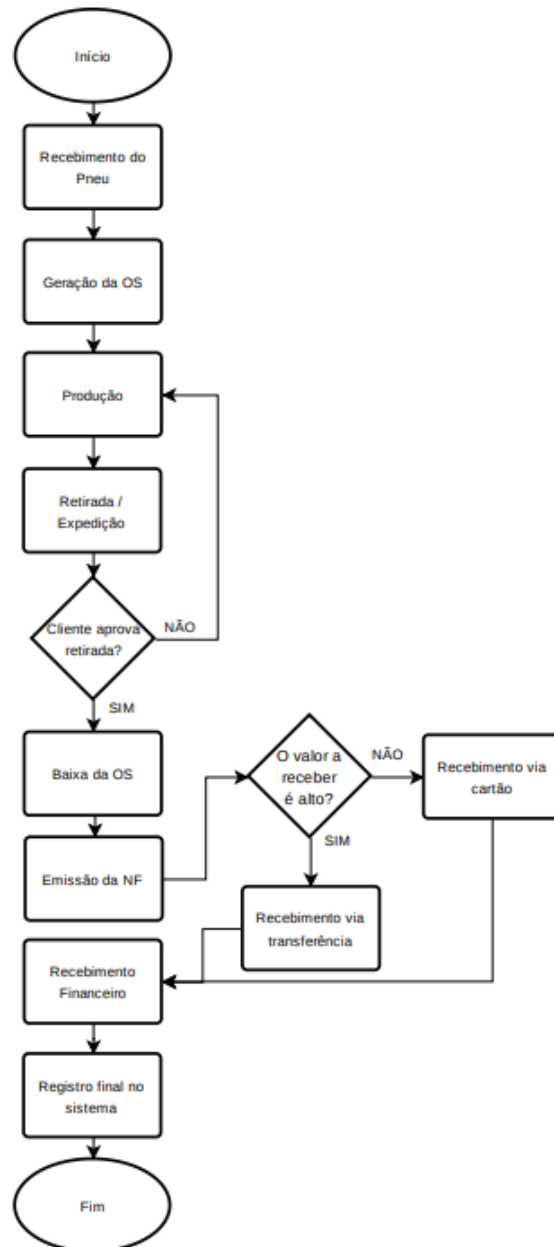 Início
Recebimento do
Pneu
Geração da OS
Produção
Retirada /
Expedição
Cliente aprova
retirada?
NÃO
SIM
Baixa da OS
Emissão da NF
O valor a
receber
é alto?
NÃO
Recebimento via
cartão
SIM
Recebimento via
transferência
Recebimento
Financeiro
Registro final no
sistema
Fim